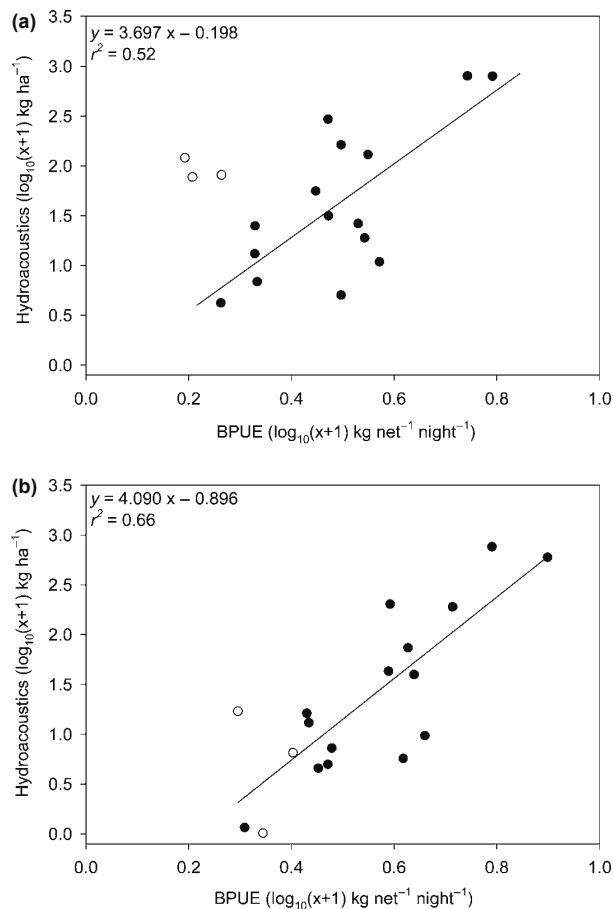 (a)
y = 3.697 x – 0.198
r² = 0.52
3.5
3.0
2.5
2.0
1.5
1.0
0.5
0.0
Hydroacoustics (log₁₀(x+1) kg ha⁻¹)
0.0 0.2 0.4 0.6 0.8 1.0
BPUE (log₁₀(x+1) kg net⁻¹ night⁻¹)
(b)
y = 4.090 x – 0.896
r² = 0.66
3.5
3.0
2.5
2.0
1.5
1.0
0.5
0.0
Hydroacoustics (log₁₀(x+1) kg ha⁻¹)
0.0 0.2 0.4 0.6 0.8 1.0
BPUE (log₁₀(x+1) kg net⁻¹ night⁻¹)